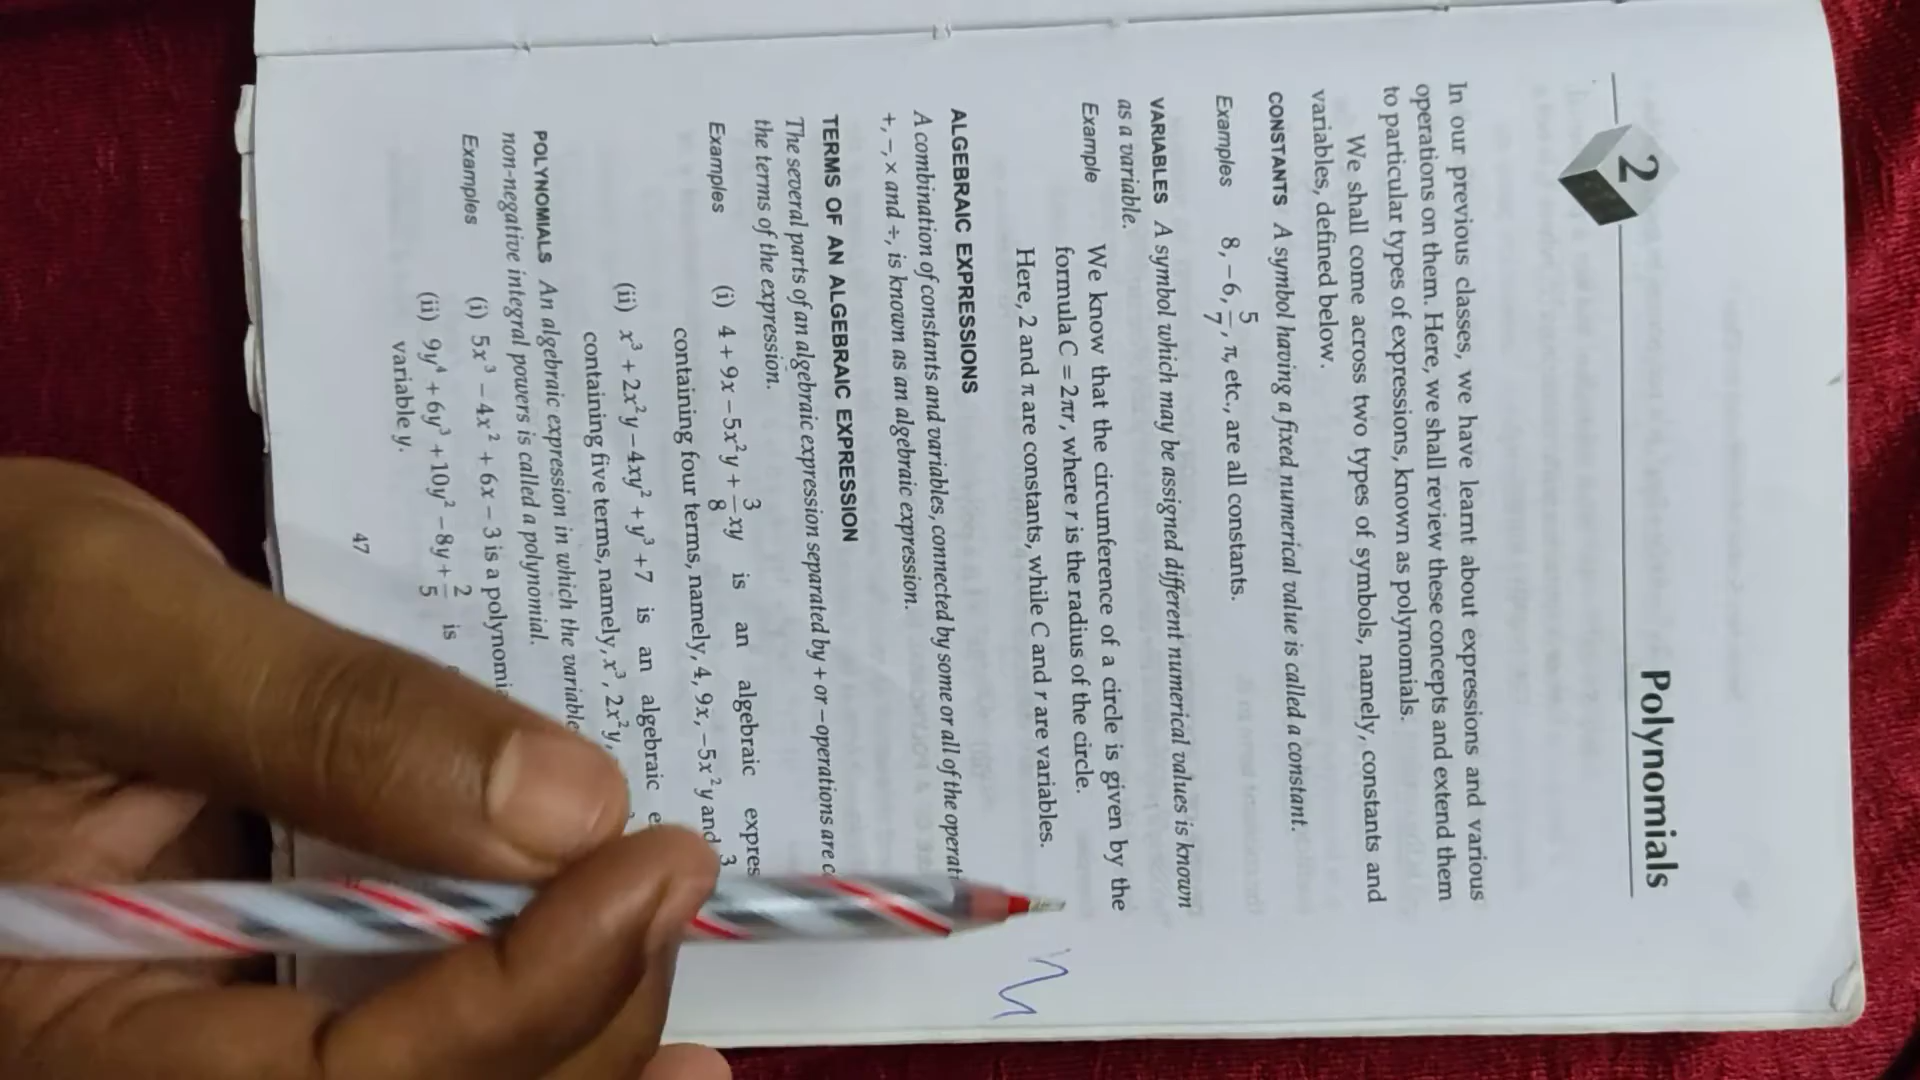 2
Polynomials
In our previous classes, we have learnt about expressions and various
operations on them. Here, we shall review these concepts and extend them
to particular types of expressions, known as polynomials.
We shall come across two types of symbols, namely, constants and
variables, defined below.
CONSTANTS A symbol having a fixed numerical value is called a constant.
Examples 8, −6, 5/7, π, etc., are all constants.
VARIABLES A symbol which may be assigned different numerical values is known
as a variable.
Example We know that the circumference of a circle is given by the
formula C = 2πr, where r is the radius of the circle.
Here, 2 and π are constants, while C and r are variables.
ALGEBRAIC EXPRESSIONS
A combination of constants and variables, connected by some or all of the
+, −, × and ÷, is known as an algebraic expression.
TERMS OF AN ALGEBRAIC EXPRESSION
The several parts of an algebraic expression separated by + or − operations are
the terms of the expression.
Examples (i) 4 + 9x − 5x²y + 3/8 xy is an algebraic
containing four terms, namely, 4, 9x, −5x²y and
(ii) x³ + 2x²y − 4xy² + y³ + 7 is an algebraic
containing five terms, namely, x³, 2x²y,
POLYNOMIALS An algebraic expression in which the
non-negative integral powers is called a polynomial.
Examples (i) 5x³ − 4x² + 6x − 3 is a
(ii) 9y⁴ + 6y³ + 10y² − 8y + 2/5 is
variable y.
47